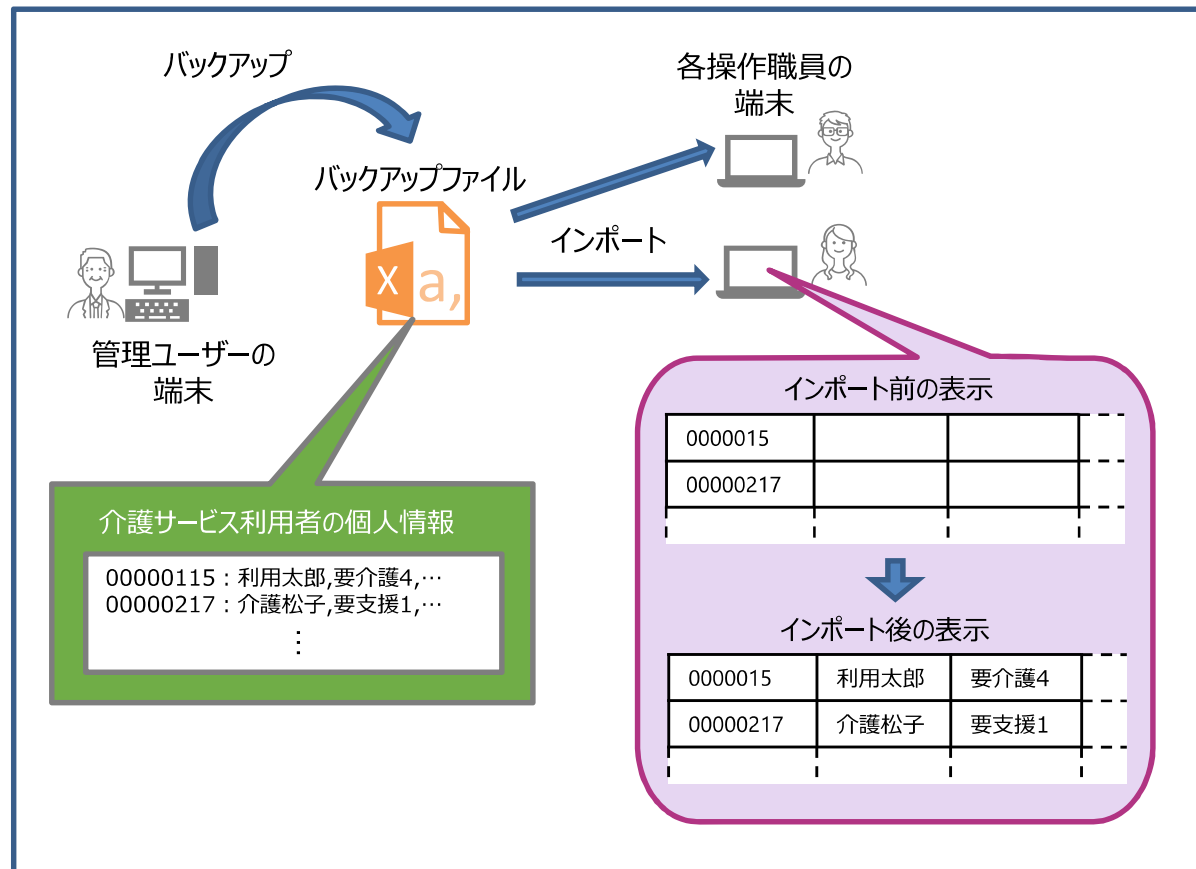 バックアップ
各操作職員の
端末
バックアップファイル
インポート
X a,
管理ユーザーの
端末
介護サービス利用者の個人情報
00000115：利用太郎,要介護4,…
00000217：介護松子,要支援1,…
⋮
インポート前の表示
0000015
00000217
インポート後の表示
0000015 利用太郎 要介護4
00000217 介護松子 要支援1